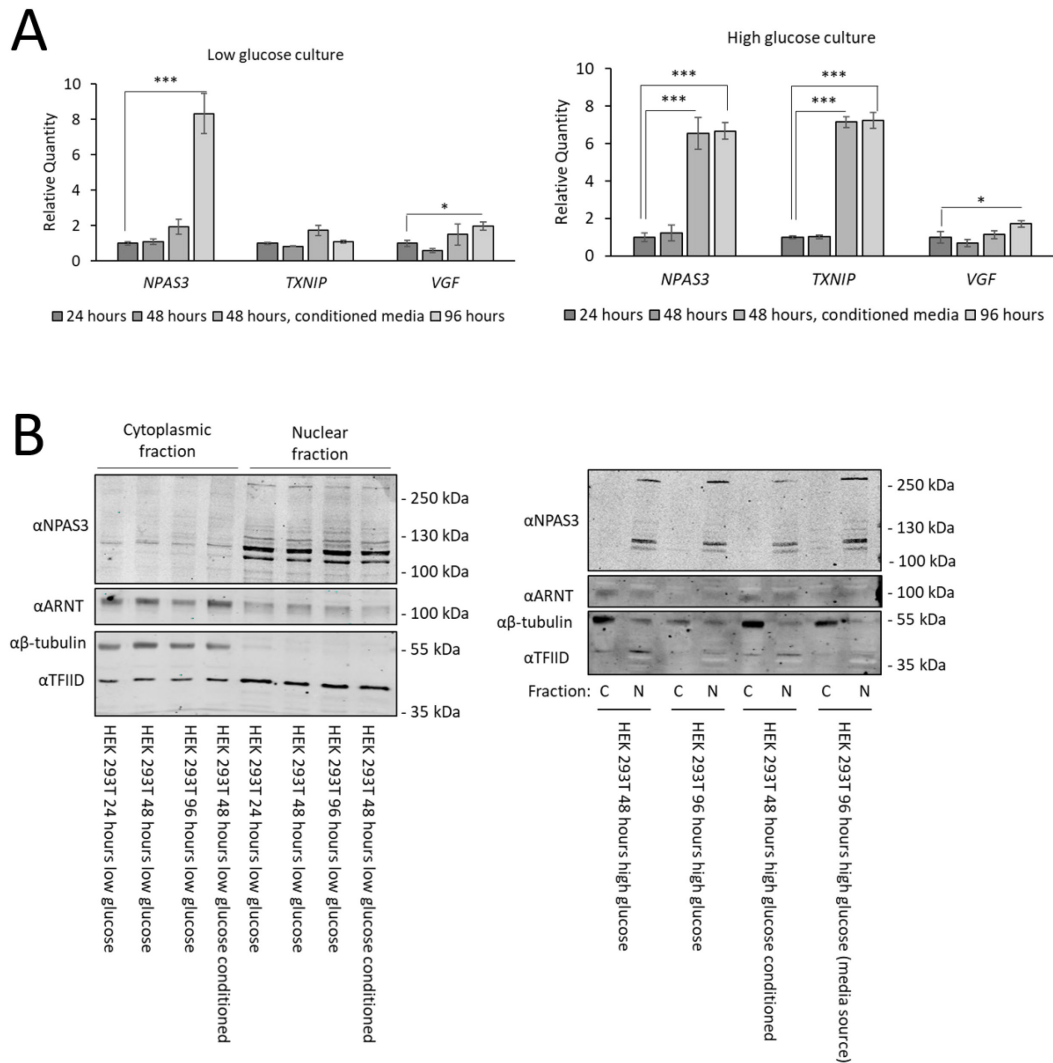 A
Low glucose culture
Relative Quantity
10
8
6
4
2
0
***
*
NPAS3 TXNIP VGF
24 hours 48 hours 48 hours, conditioned media 96 hours
High glucose culture
Relative Quantity
10
8
6
4
2
0
***
***
***
***
*
NPAS3 TXNIP VGF
24 hours 48 hours 48 hours, conditioned media 96 hours
B
Cytoplasmic fraction
Nuclear fraction
αNPAS3
- 250 kDa
- 130 kDa
- 100 kDa
αARNT
- 100 kDa
αβ-tubulin
- 55 kDa
αTFIID
- 35 kDa
HEK 293T 24 hours low glucose
HEK 293T 48 hours low glucose
HEK 293T 96 hours low glucose
HEK 293T 48 hours low glucose conditioned
HEK 293T 24 hours low glucose
HEK 293T 48 hours low glucose
HEK 293T 96 hours low glucose
HEK 293T 48 hours low glucose conditioned
αNPAS3
- 250 kDa
- 130 kDa
- 100 kDa
αARNT
- 100 kDa
αβ-tubulin
- 55 kDa
αTFIID
- 35 kDa
Fraction: C N C N C N C N
HEK 293T 48 hours high glucose
HEK 293T 96 hours high glucose
HEK 293T 48 hours high glucose conditioned
HEK 293T 96 hours high glucose (media source)